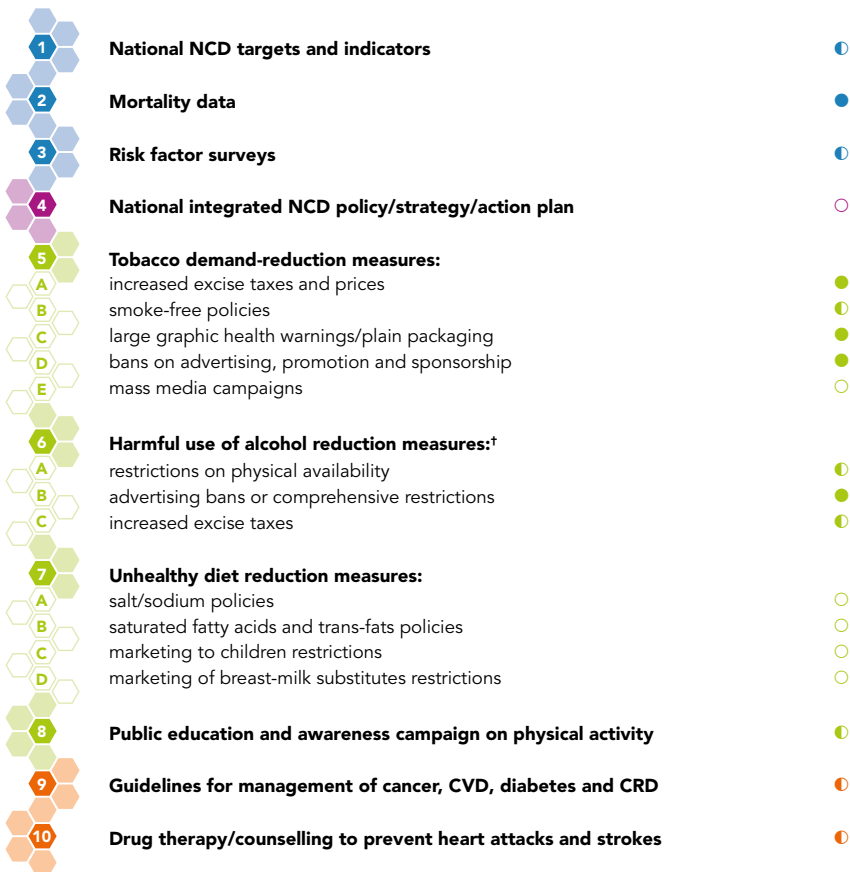 1 National NCD targets and indicators
2 Mortality data
3 Risk factor surveys
4 National integrated NCD policy/strategy/action plan
5 Tobacco demand-reduction measures:
A increased excise taxes and prices
B smoke-free policies
C large graphic health warnings/plain packaging
D bans on advertising, promotion and sponsorship
E mass media campaigns
6 Harmful use of alcohol reduction measures:†
A restrictions on physical availability
B advertising bans or comprehensive restrictions
C increased excise taxes
7 Unhealthy diet reduction measures:
A salt/sodium policies
B saturated fatty acids and trans-fats policies
C marketing to children restrictions
D marketing of breast-milk substitutes restrictions
8 Public education and awareness campaign on physical activity
9 Guidelines for management of cancer, CVD, diabetes and CRD
10 Drug therapy/counselling to prevent heart attacks and strokes